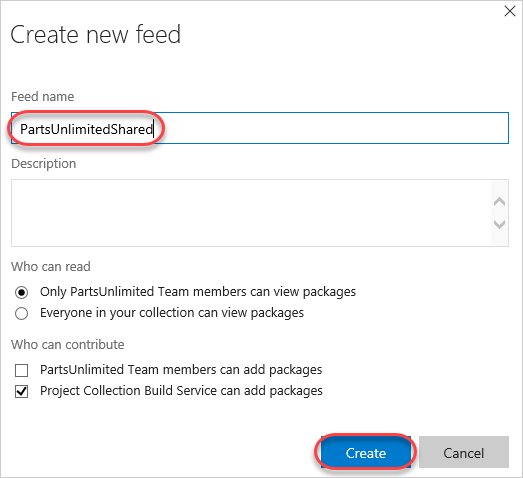 Create new feed
Feed name
PartsUnlimitedShared
Description
Who can read
Only PartsUnlimited Team members can view packages
Everyone in your collection can view packages
Who can contribute
PartsUnlimited Team members can add packages
Project Collection Build Service can add packages
Create Cancel